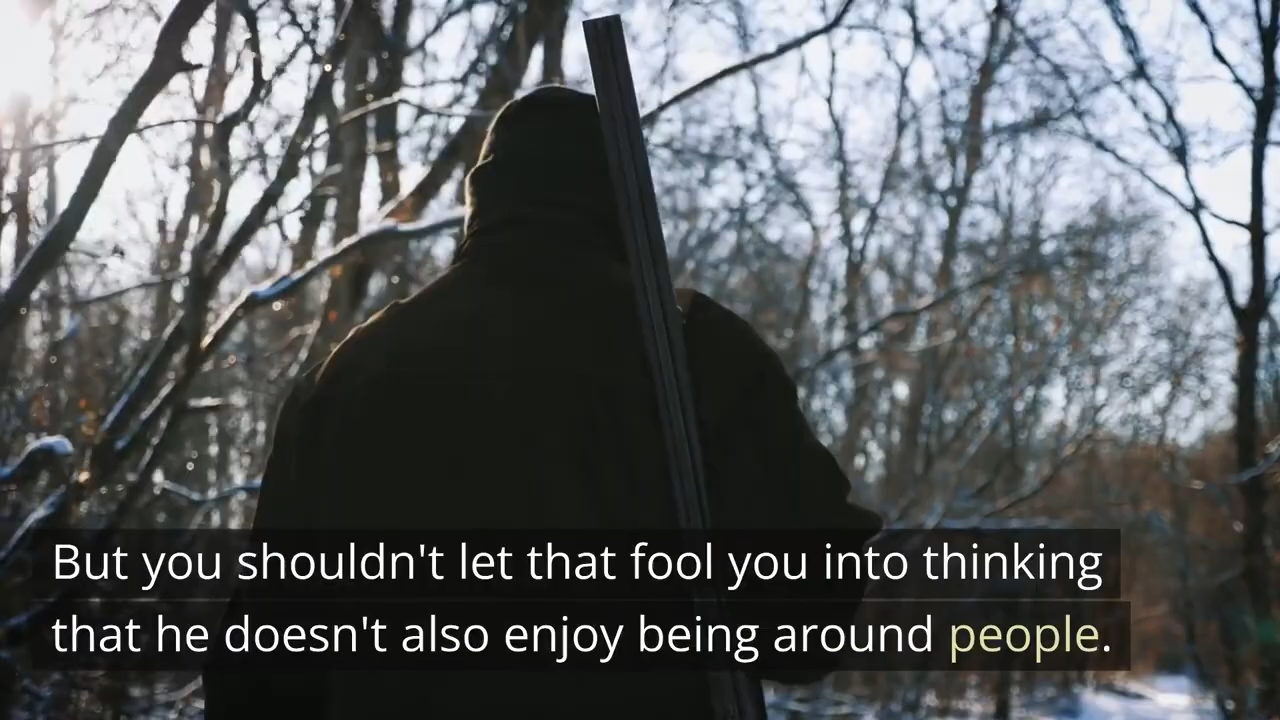 But you shouldn't let that fool you into thinking
that he doesn't also enjoy being around people.